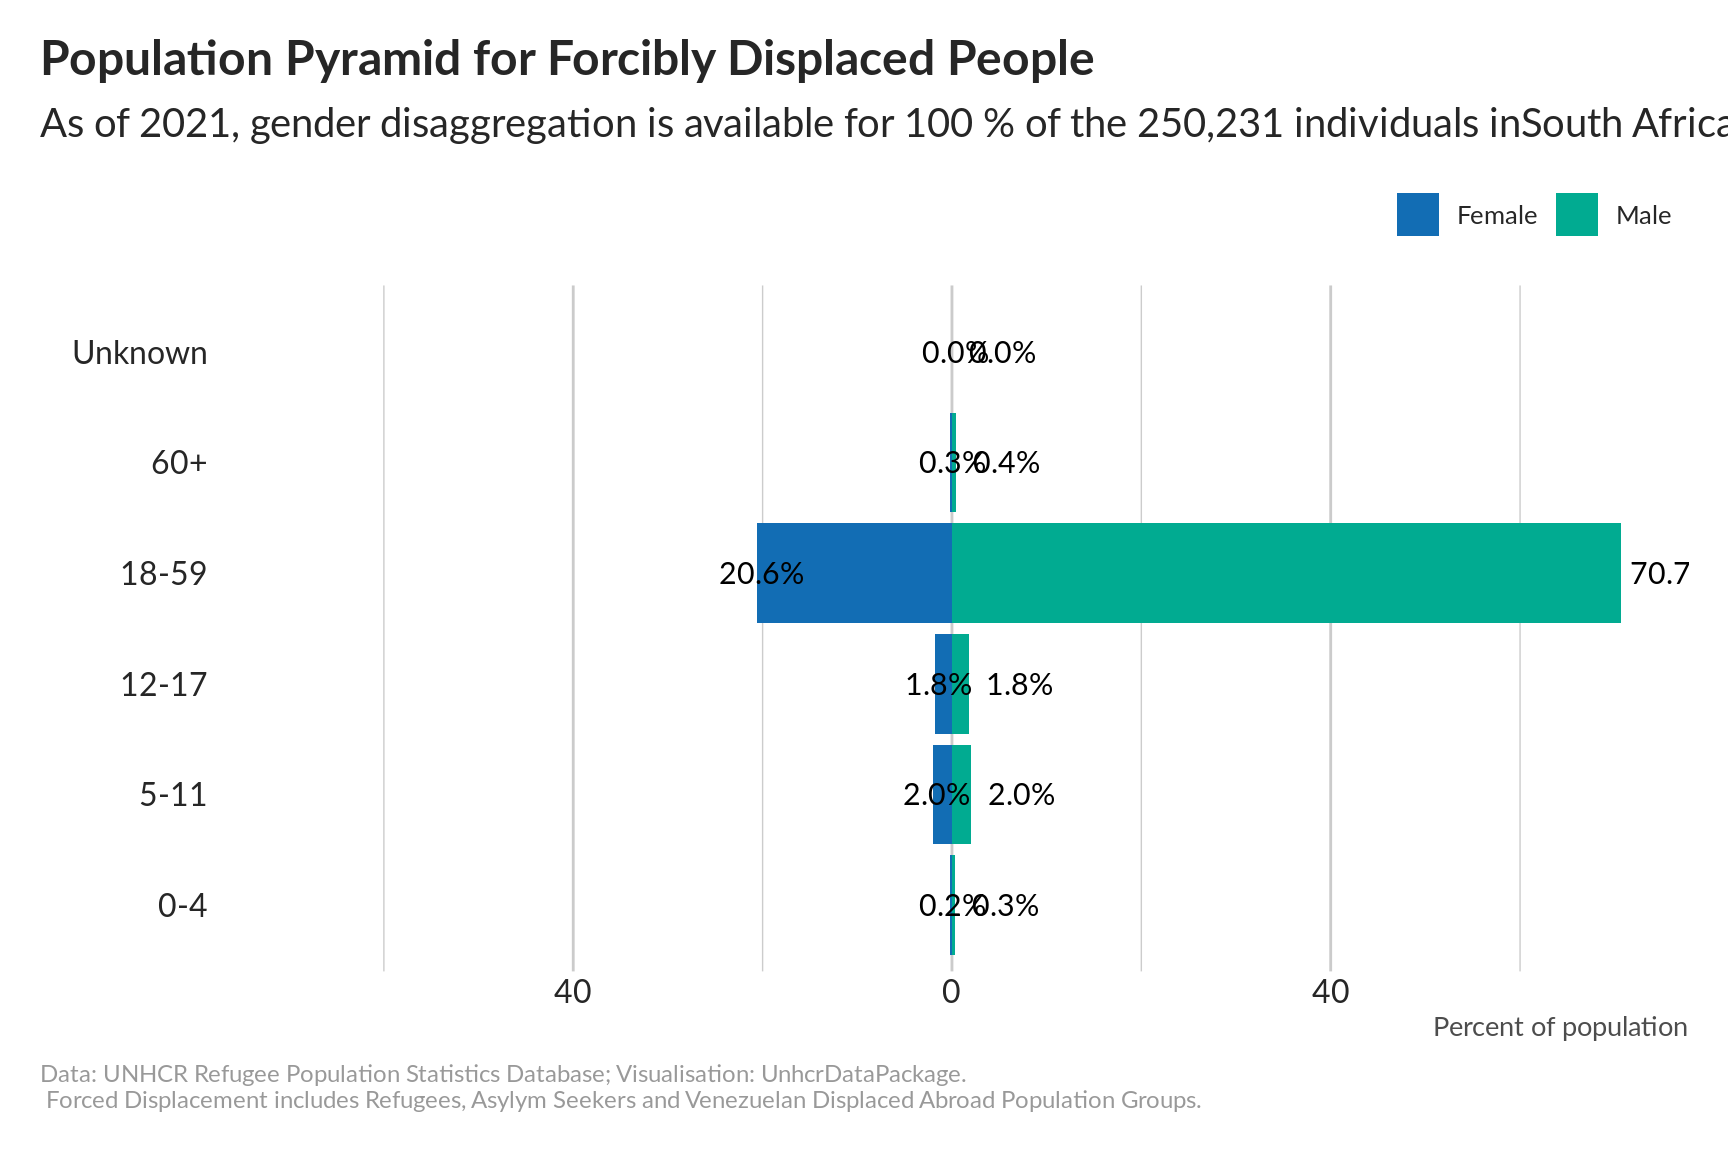 Population Pyramid for Forcibly Displaced People
As of 2021, gender disaggregation is available for 100 % of the 250,231 individuals inSouth Africa
Female Male
Unknown 0.0% 0.0%
60+ 0.3% 0.4%
18-59 20.6% 70.7
12-17 1.8% 1.8%
5-11 2.0% 2.0%
0-4 0.2% 0.3%
40 0 40
Percent of population
Data: UNHCR Refugee Population Statistics Database; Visualisation: UnhcrDataPackage.
Forced Displacement includes Refugees, Asylym Seekers and Venezuelan Displaced Abroad Population Groups.